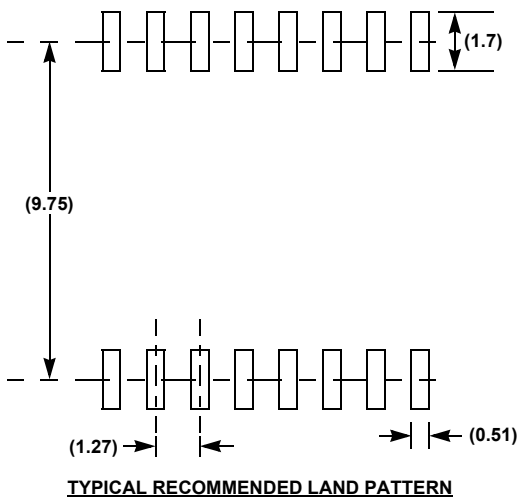 (1.7)
(9.75)
(1.27)
(0.51)
TYPICAL RECOMMENDED LAND PATTERN